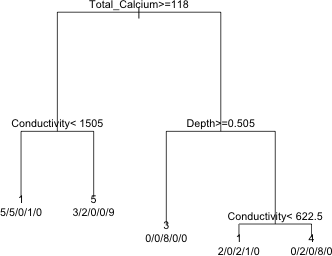 Total_Calcium>=118
Conductivity< 1505
Depth>=0.505
1
5/5/0/1/0
5
3/2/0/0/9
3
0/0/8/0/0
Conductivity< 622.5
1
2/0/2/1/0
4
0/2/0/8/0